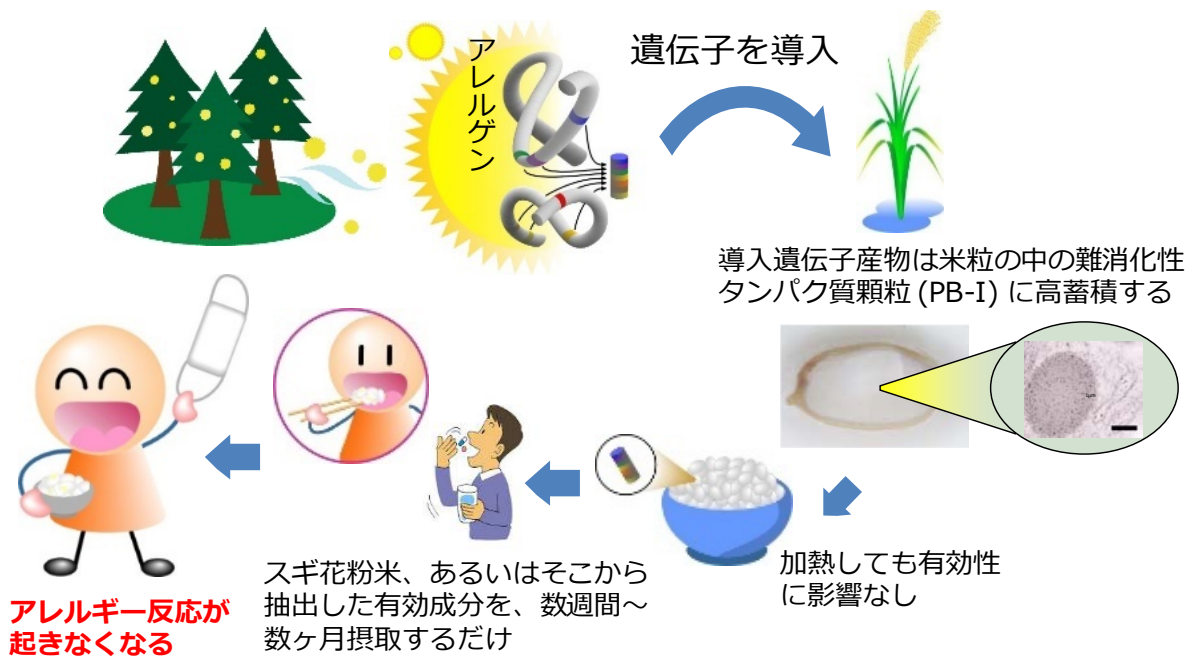 アレルゲン
遺伝子を導入
導入遺伝子産物は米粒の中の難消化性
タンパク質顆粒 (PB-I) に高蓄積する
加熱しても有効性
に影響なし
スギ花粉米、あるいはそこから
抽出した有効成分を、数週間～
数ヶ月摂取するだけ
アレルギー反応が
起きなくなる